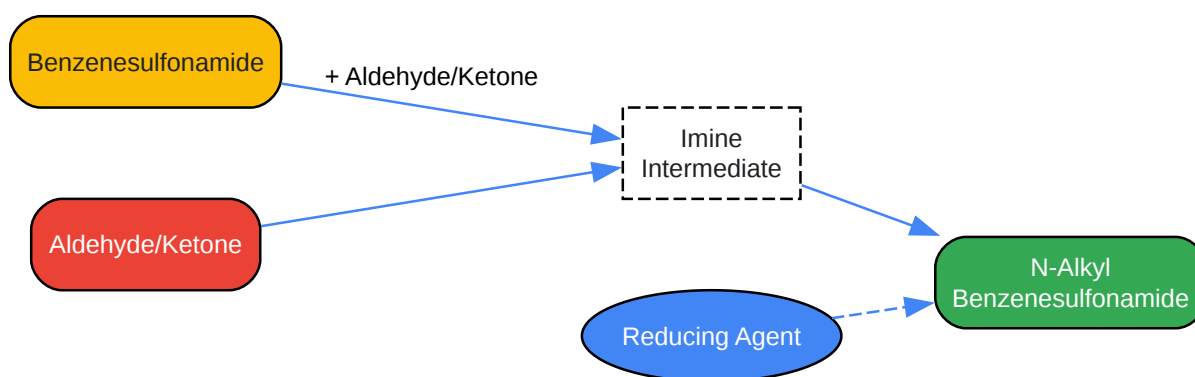 Benzenesulfonamide
+ Aldehyde/Ketone
Imine
Intermediate
Aldehyde/Ketone
N-Alkyl
Benzenesulfonamide
Reducing Agent